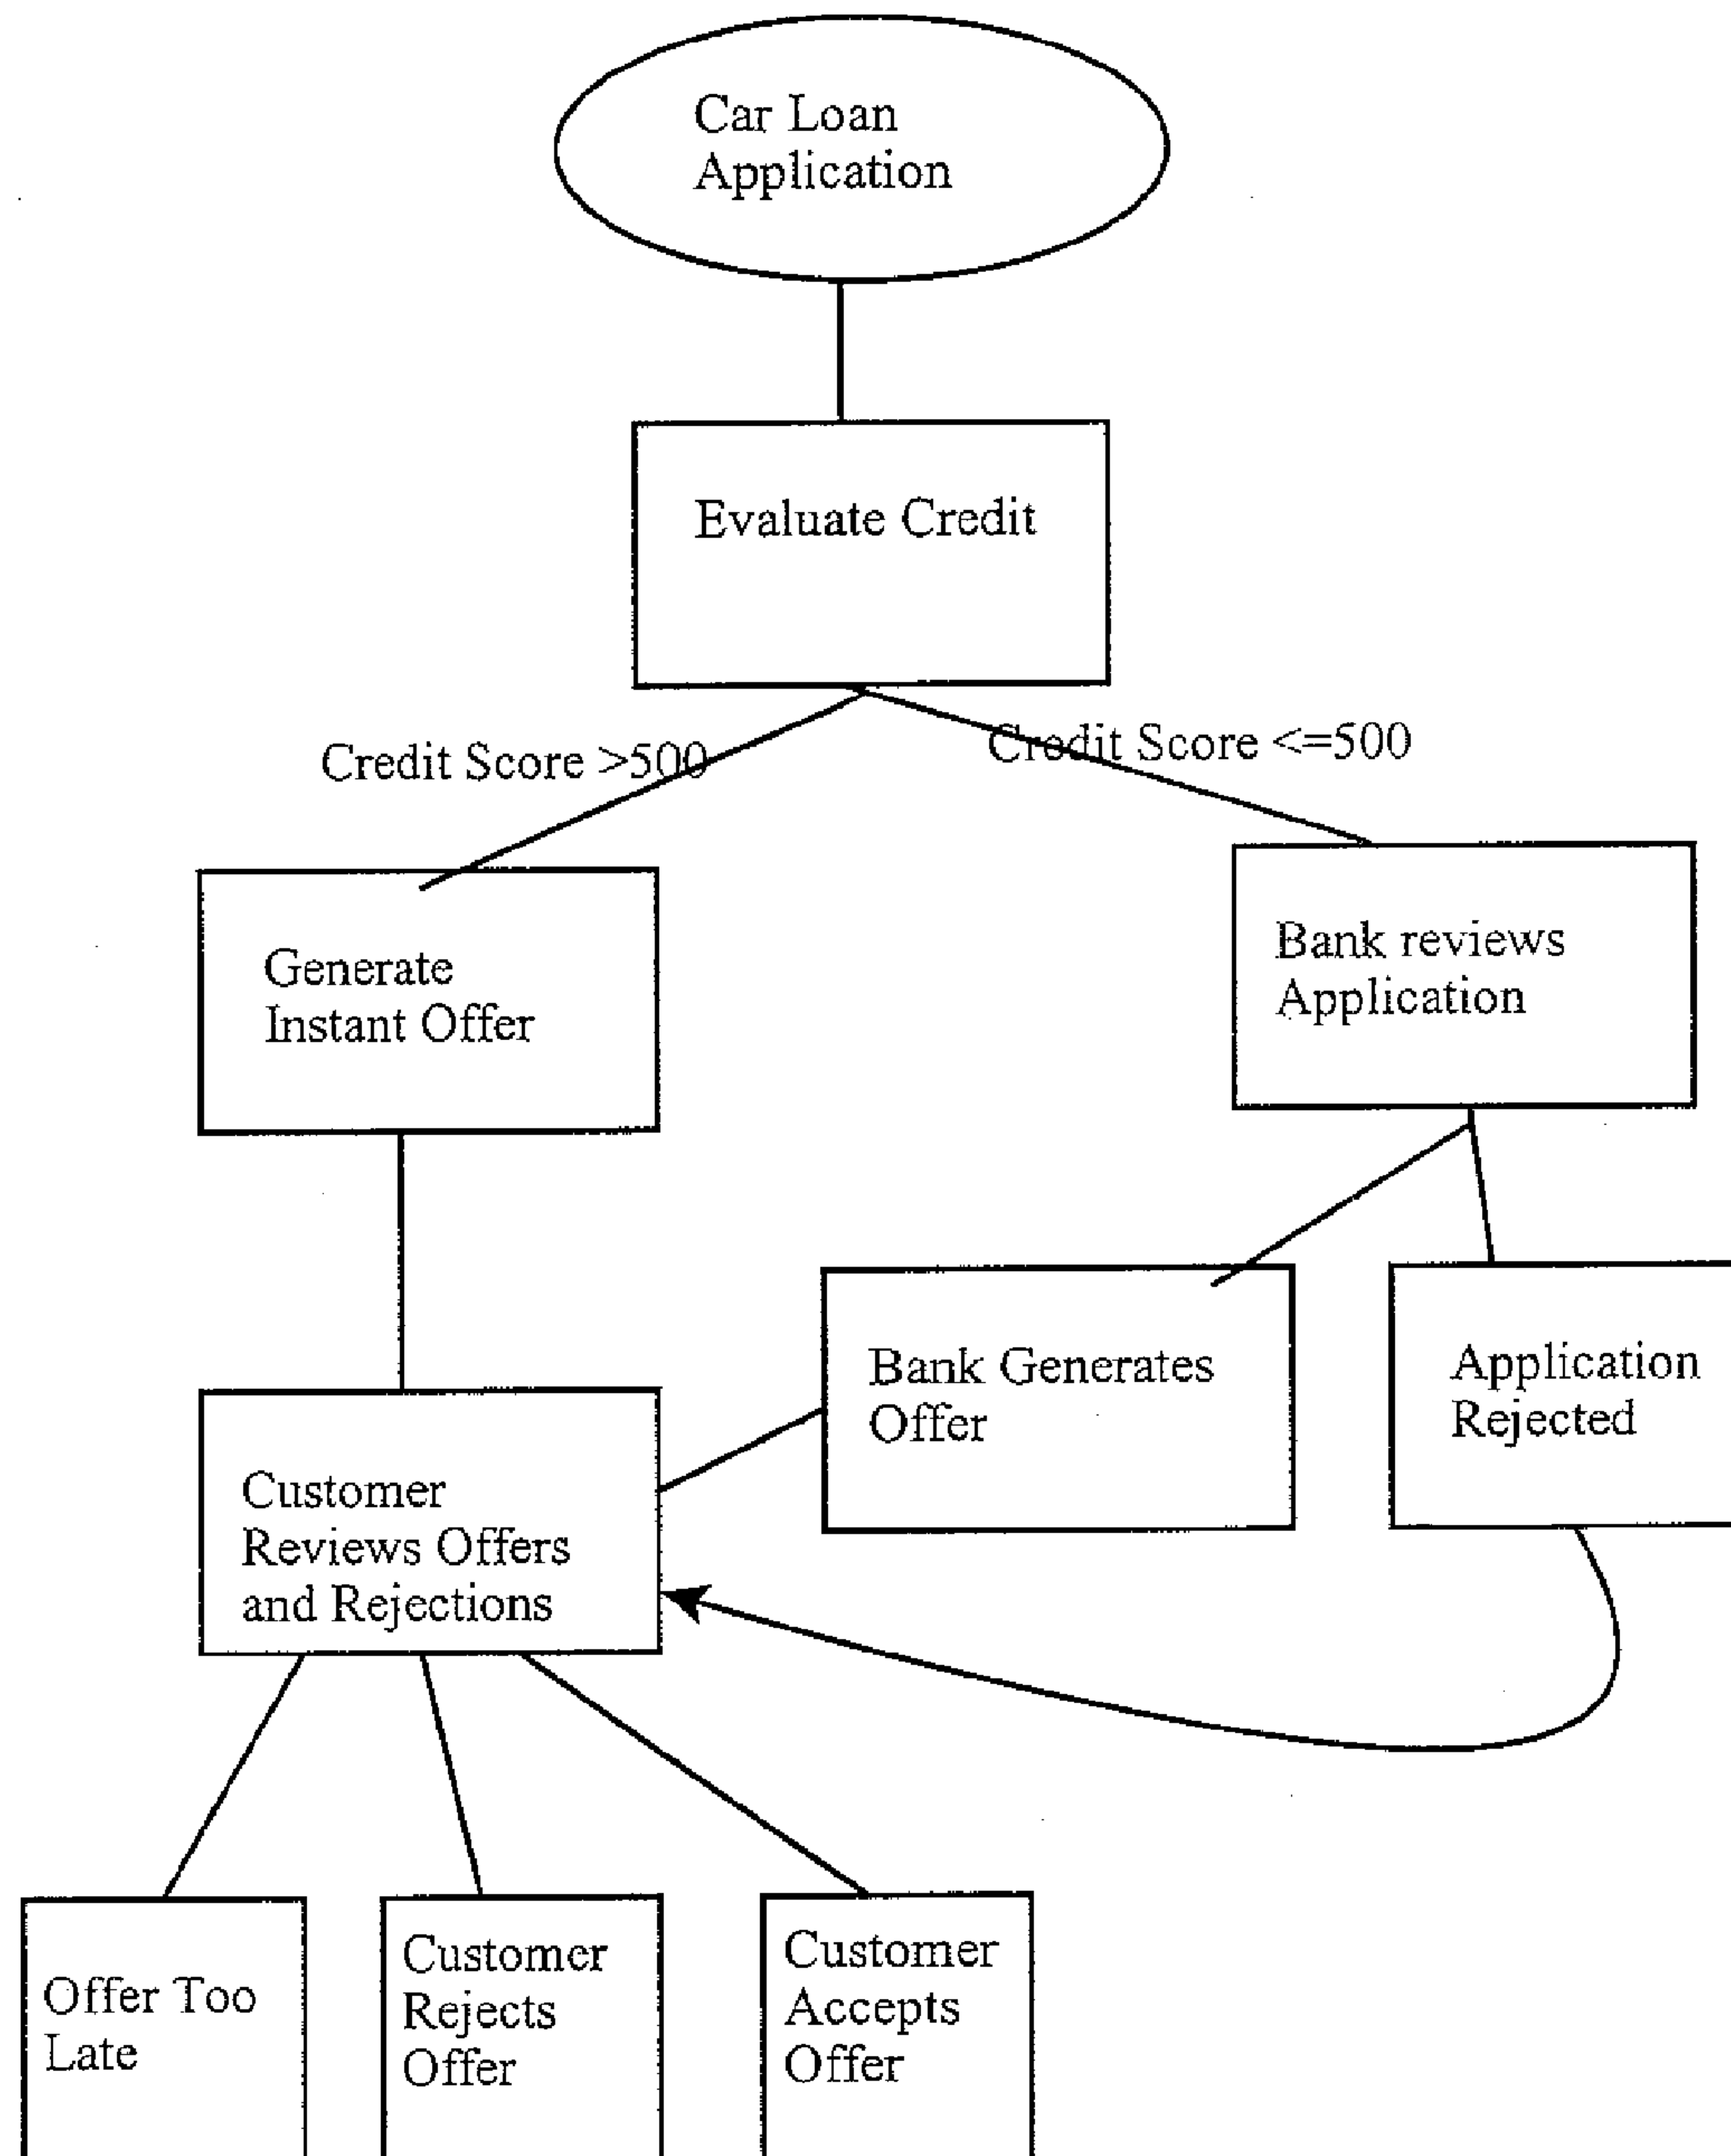 Car Loan
Application
Evaluate Credit
Credit Score >500
Credit Score <=500
Generate
Instant Offer
Bank reviews
Application
Bank Generates
Offer
Application
Rejected
Customer
Reviews Offers
and Rejections
Offer Too
Late
Customer
Rejects
Offer
Customer
Accepts
Offer